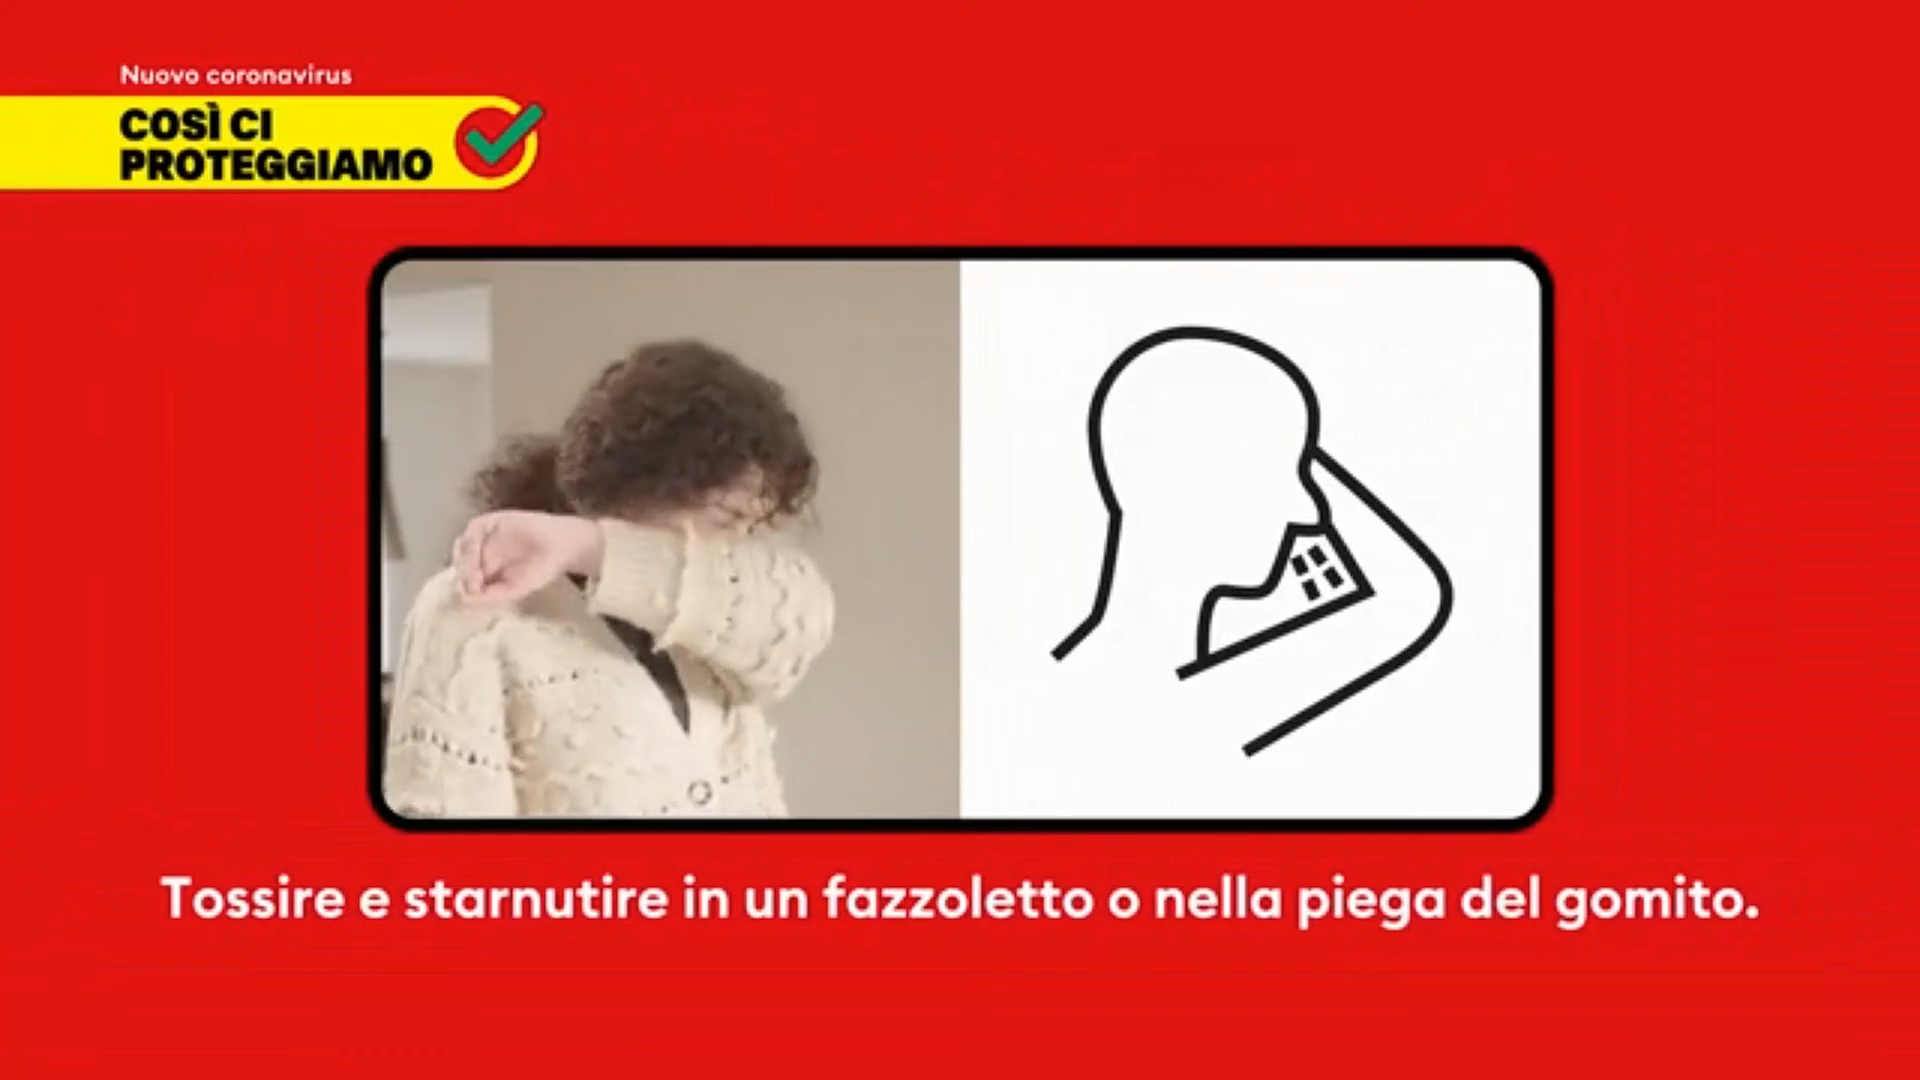 Nuovo coronavirus
COSÌ CI
PROTEGGIAMO
Tossire e starnutire in un fazzoletto o nella piega del gomito.